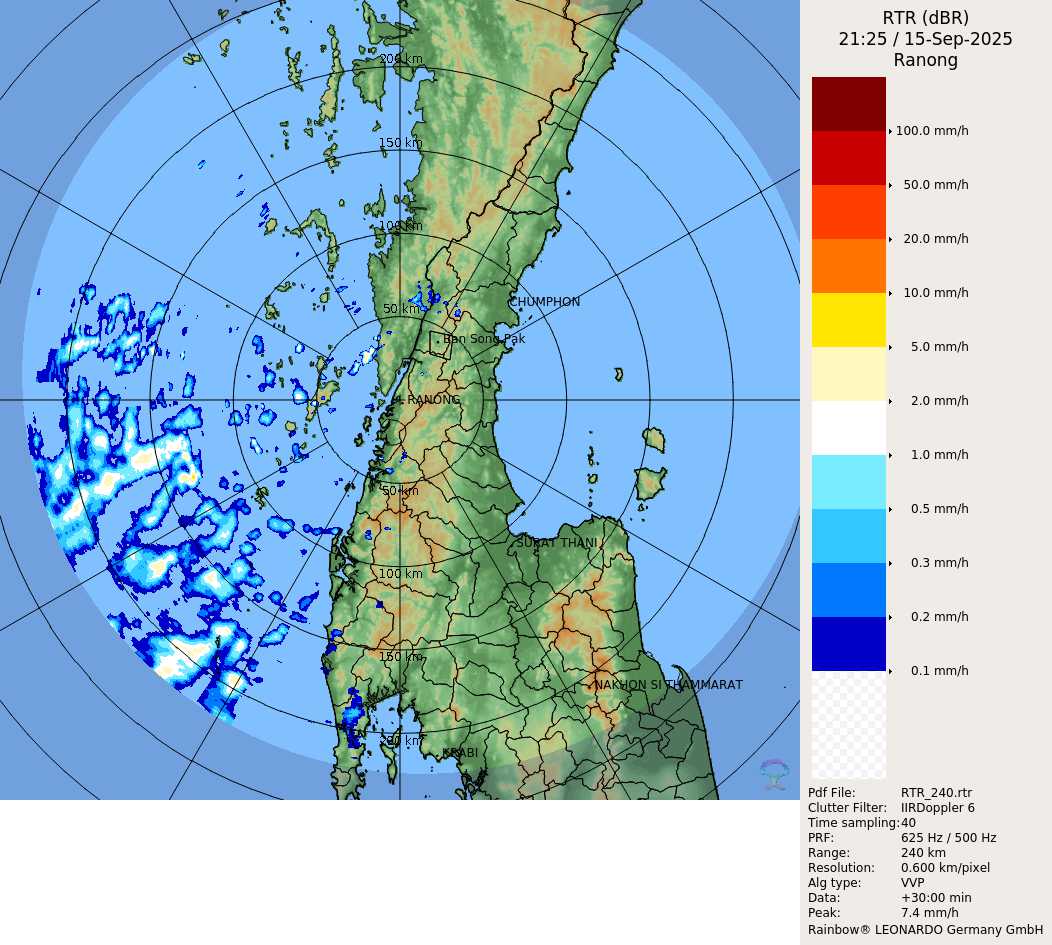 RTR (dBR)
21:25 / 15-Sep-2025
Ranong
200 km
150 km
100 km
50 km
CHUMPHON
Ban Song Pak
RANONG
50 km
SURAT THANI
100 km
150 km
NAKHON SI THAMMARAT
200 km
KRABI
100.0 mm/h
50.0 mm/h
20.0 mm/h
10.0 mm/h
5.0 mm/h
2.0 mm/h
1.0 mm/h
0.5 mm/h
0.3 mm/h
0.2 mm/h
0.1 mm/h
Pdf File: RTR_240.rtr
Clutter Filter: IIRDoppler 6
Time sampling: 40
PRF: 625 Hz / 500 Hz
Range: 240 km
Resolution: 0.600 km/pixel
Alg type: VVP
Data: +30:00 min
Peak: 7.4 mm/h
Rainbow® LEONARDO Germany GmbH